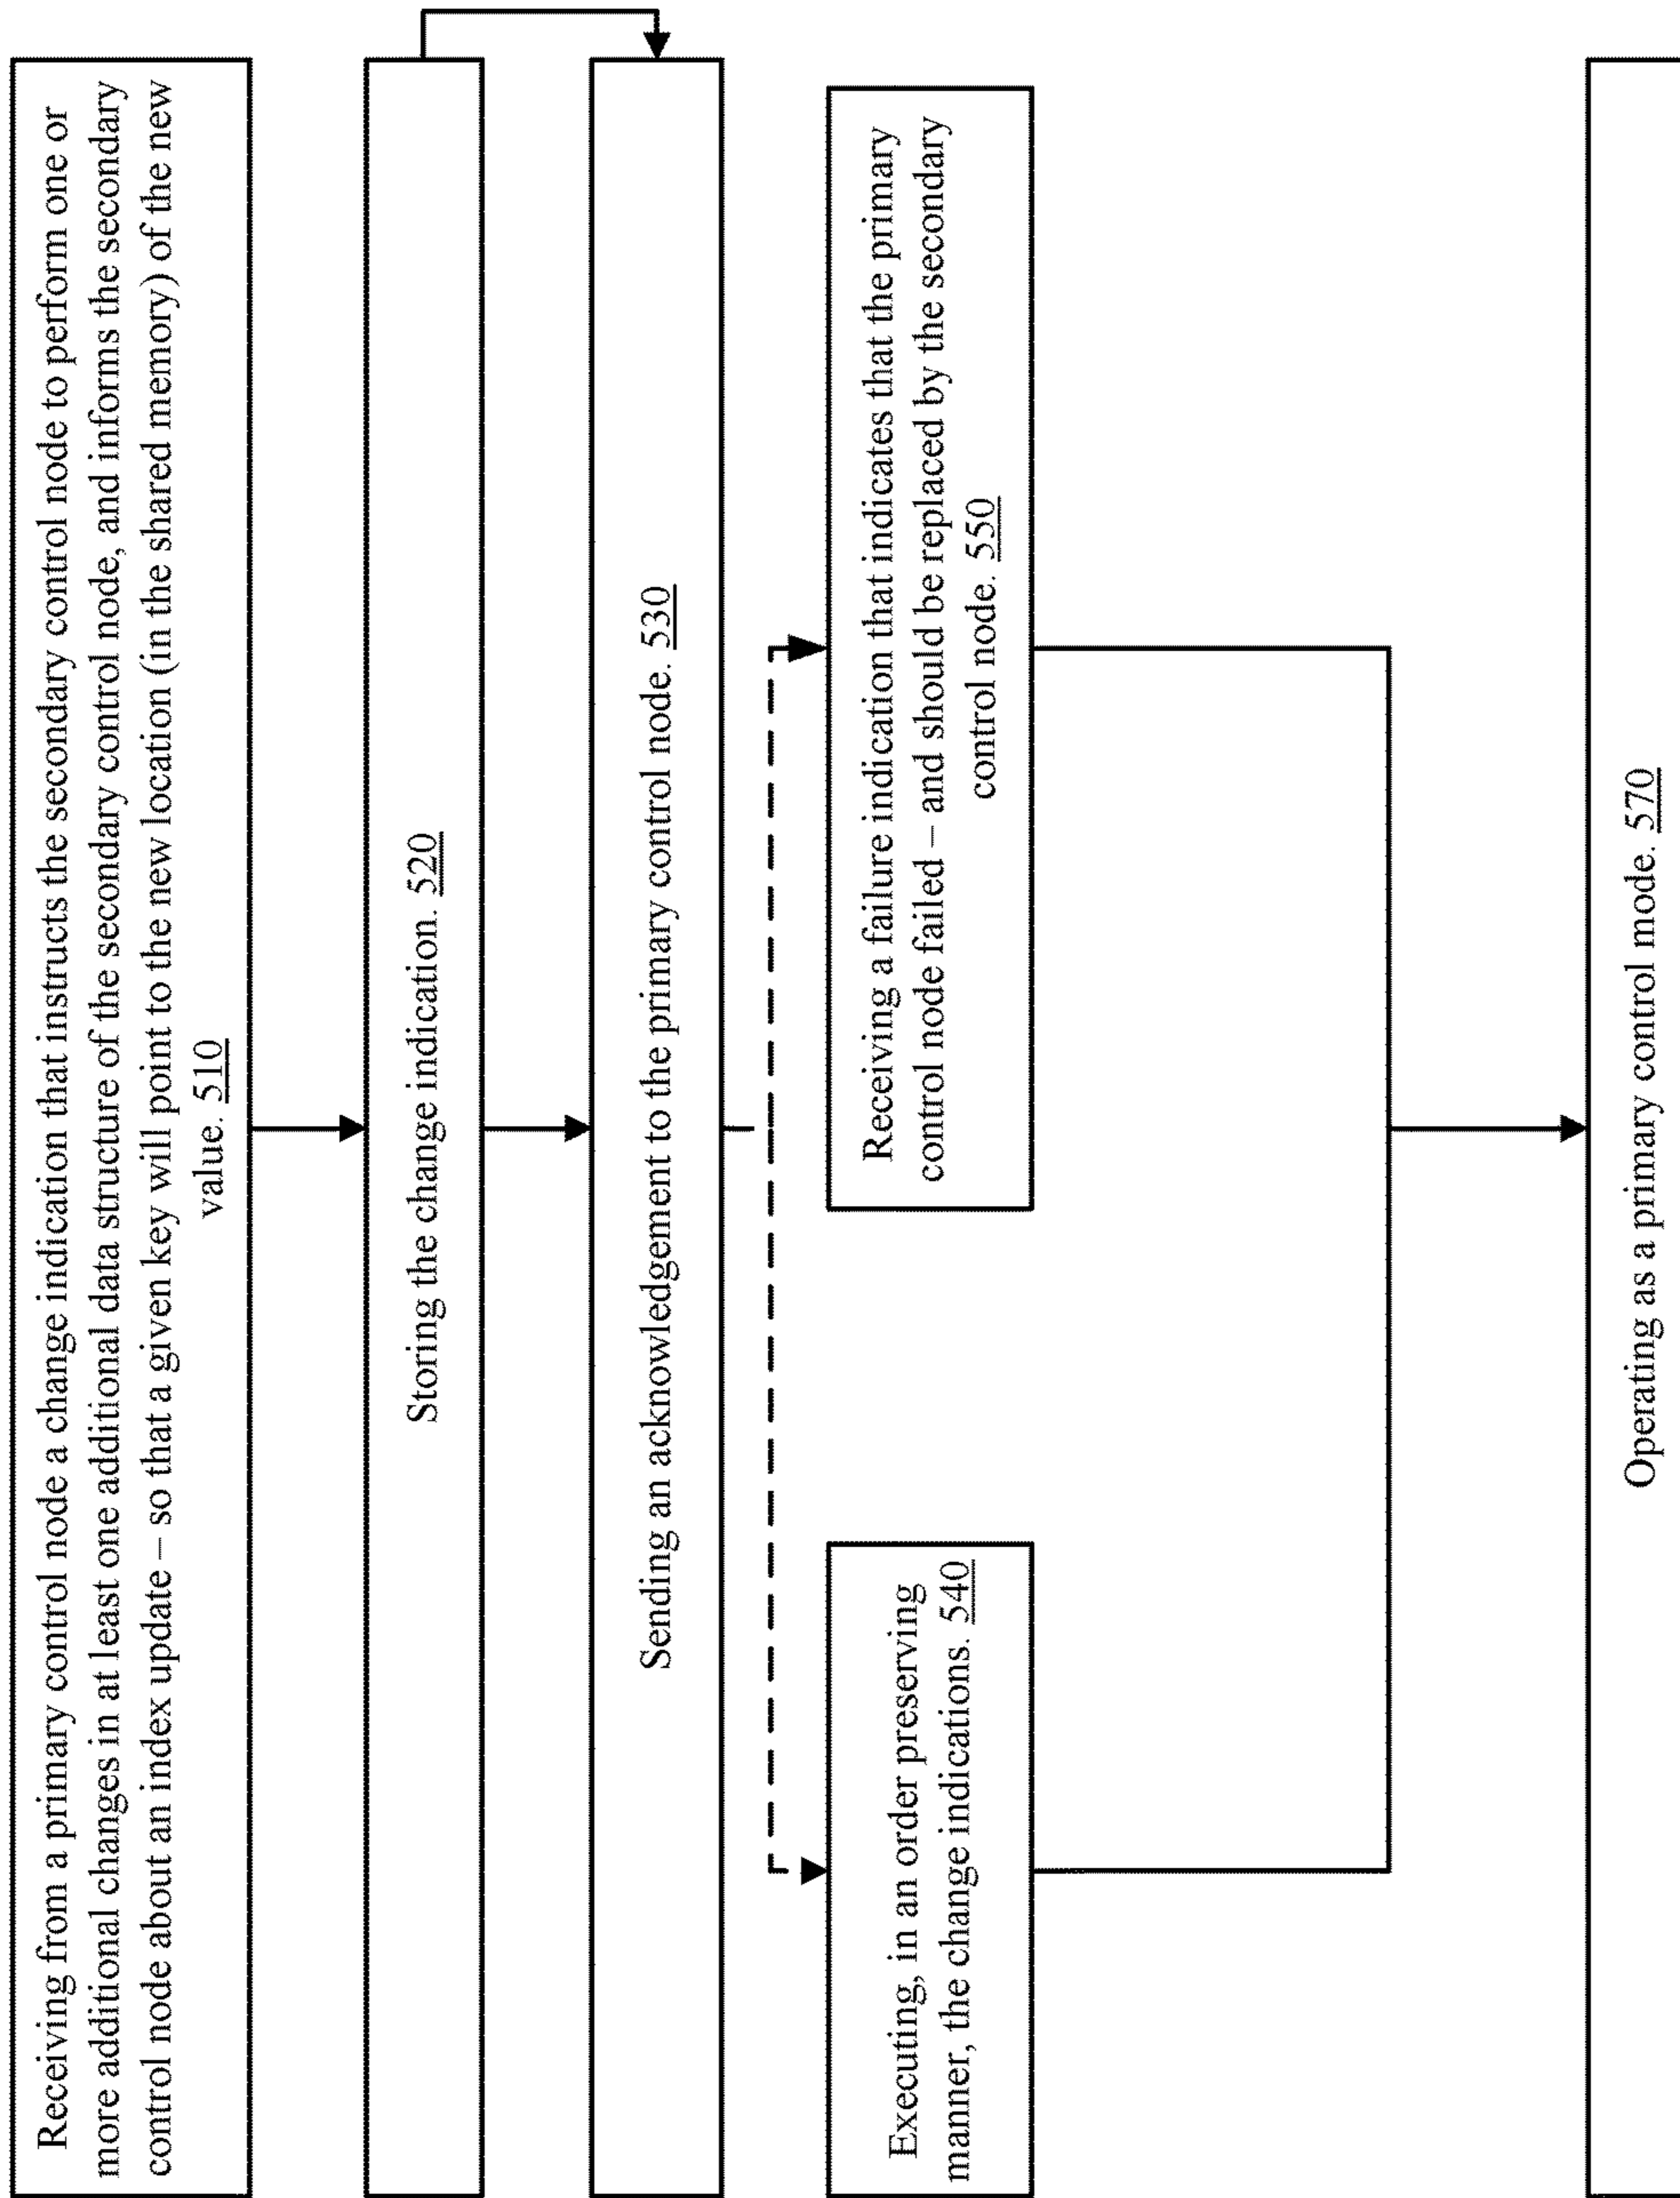 Receiving from a primary control node a change indication that instructs the secondary control node to perform one or
more additional changes in at least one additional data structure of the secondary control node, and informs the secondary
control node about an index update – so that a given key will point to the new location (in the shared memory) of the new
value. 510
Storing the change indication. 520
Sending an acknowledgement to the primary control node. 530
Executing, in an order preserving
manner, the change indications. 540
Receiving a failure indication that indicates that the primary
control node failed – and should be replaced by the secondary
control node. 550
Operating as a primary control mode. 570